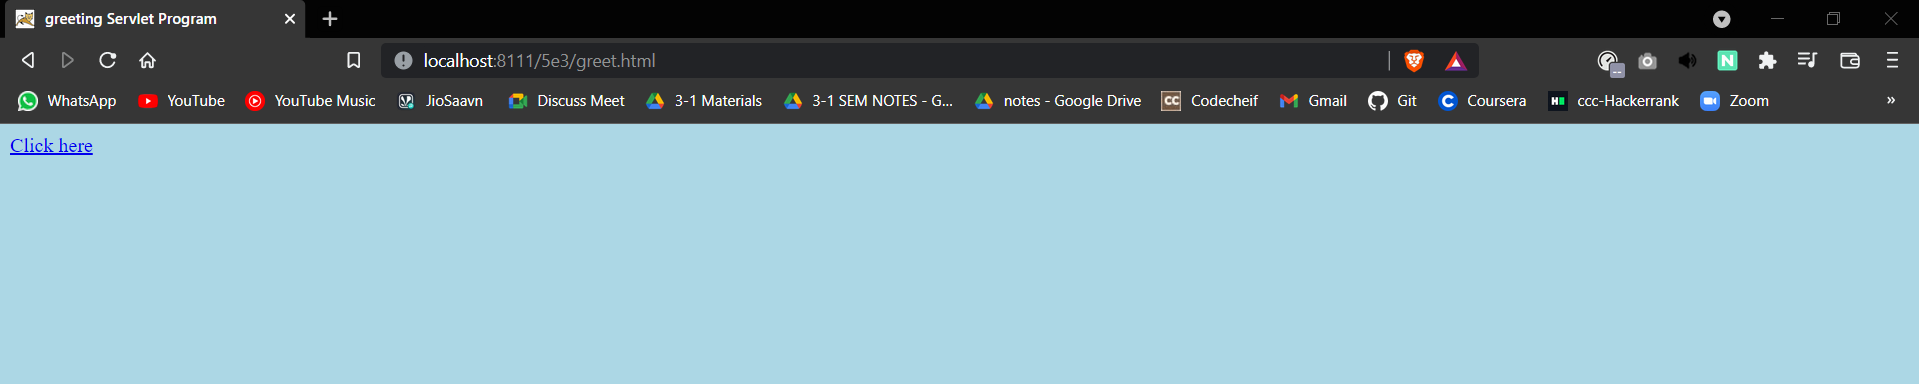 greeting Servlet Program
localhost:8111/5e3/greet.html
N
WhatsApp YouTube YouTube Music JioSaavn Discuss Meet 3-1 Materials 3-1 SEM NOTES - G... notes - Google Drive CC Codecheif Gmail Git C Coursera H ccc-Hackerrank Zoom »
Click here